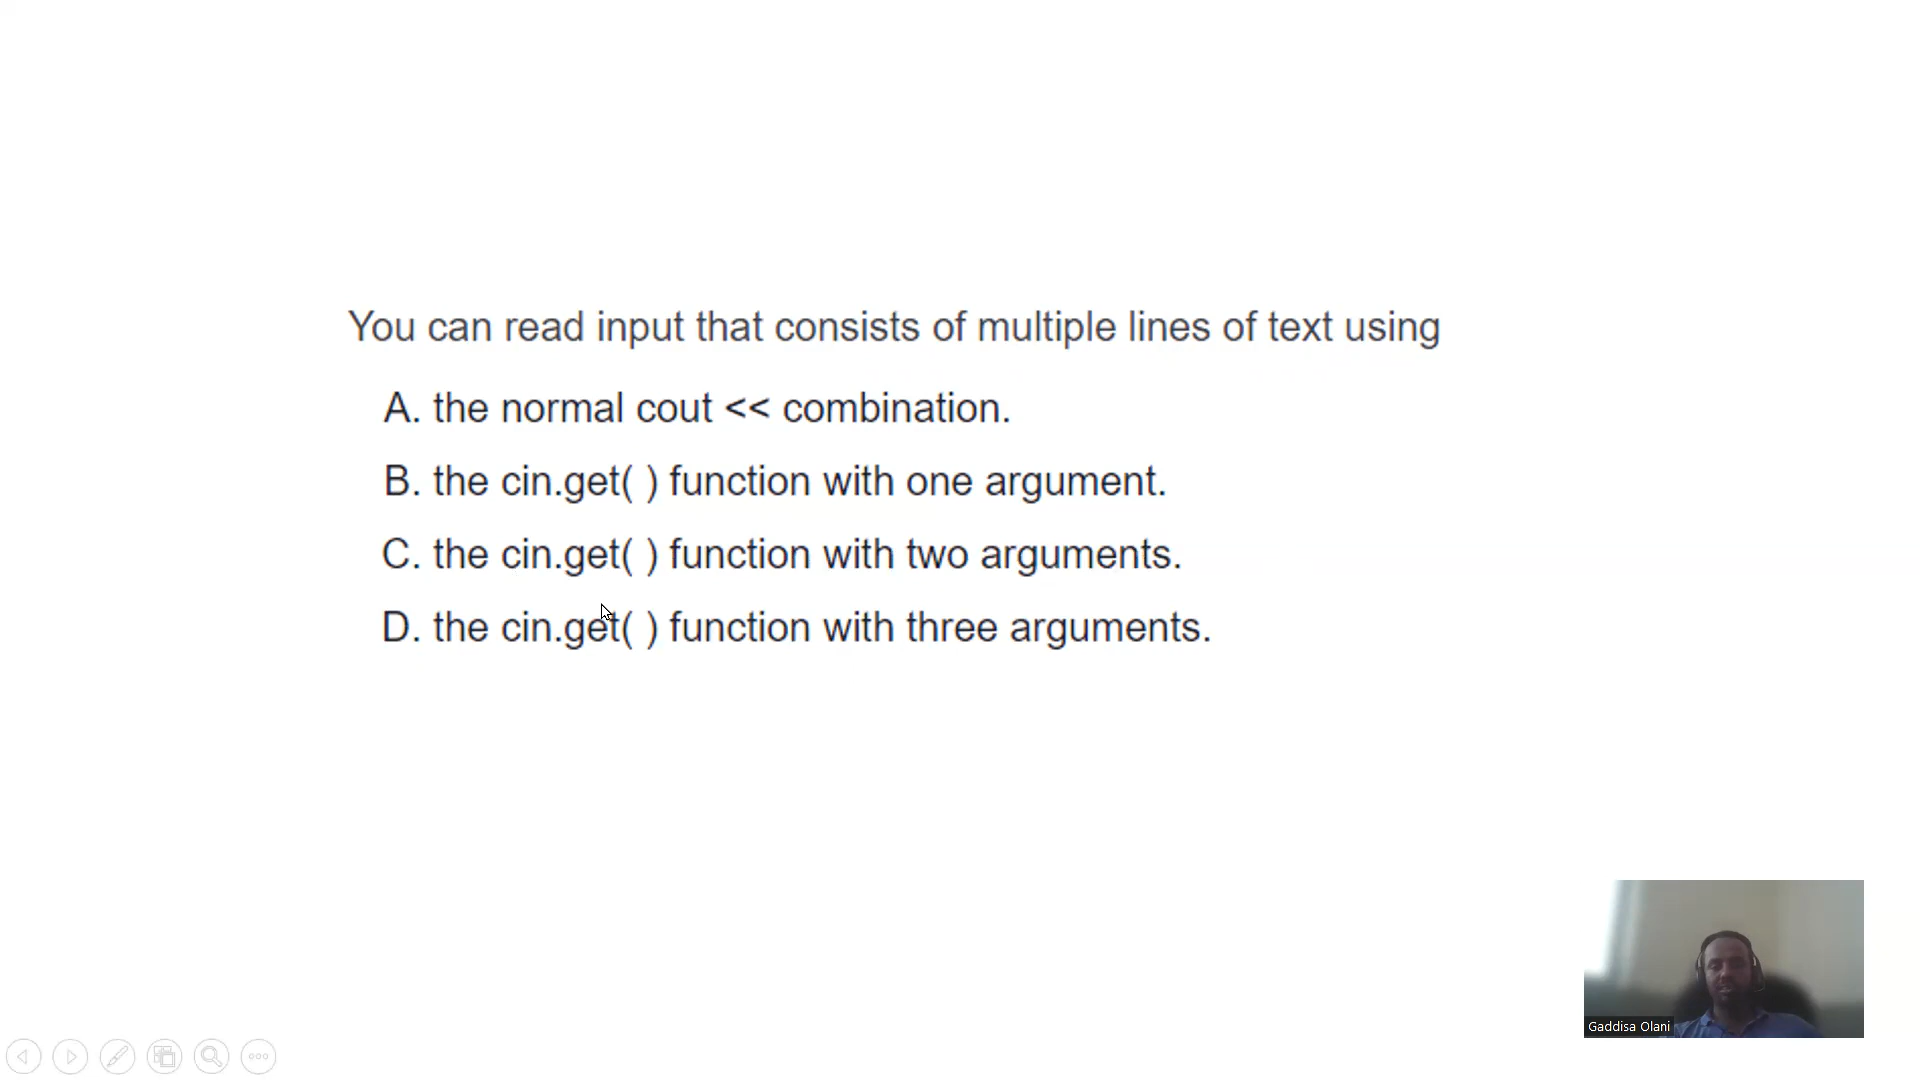 You can read input that consists of multiple lines of text using
A. the normal cout << combination.
B. the cin.get( ) function with one argument.
C. the cin.get( ) function with two arguments.
D. the cin.get( ) function with three arguments.
Gaddisa Olani